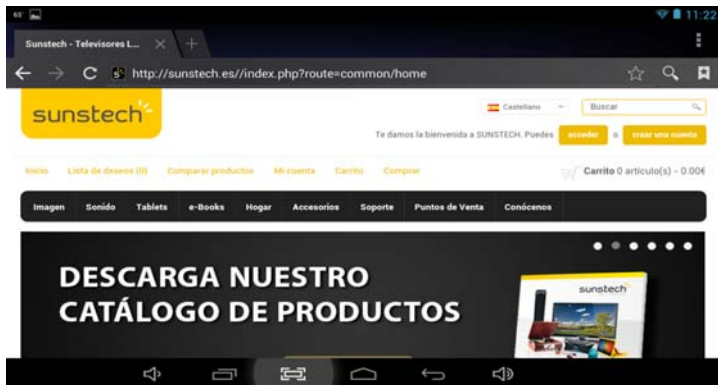 65°
11:22
Sunstech - Televisores L...
http://sunstech.es//index.php?route=common/home
sunstech
Castellano
Buscar
Te damos la bienvenida a SUNSTECH. Puedes acceder o crear una cuenta
Inicio Lista de deseos (0) Comparar productos Mi cuenta Carrito Comprar
Carrito 0 artículo(s) - 0.00€
Imagen Sonido Tablets e-Books Hogar Accesorios Soporte Puntos de Venta Conócenos
DESCARGA NUESTRO
CATÁLOGO DE PRODUCTOS
sunstech